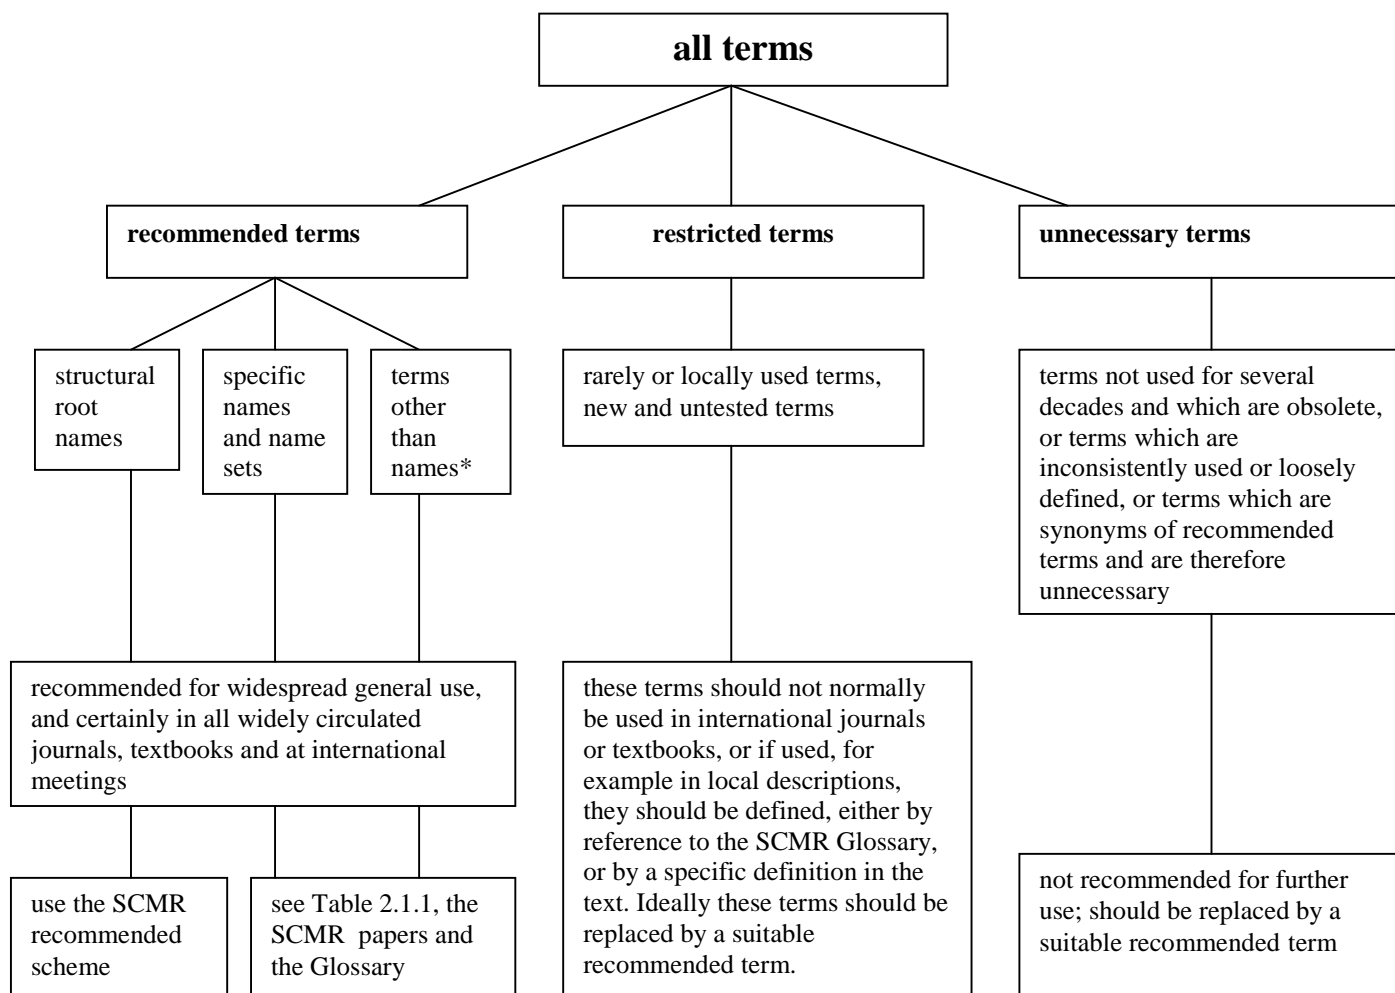 all terms
recommended terms
restricted terms
unnecessary terms
structural
root
names
specific
names
and name
sets
terms
other
than
names*
rarely or locally used terms,
new and untested terms
terms not used for several
decades and which are obsolete,
or terms which are
inconsistently used or loosely
defined, or terms which are
synonyms of recommended
terms and are therefore
unnecessary
recommended for widespread general use,
and certainly in all widely circulated
journals, textbooks and at international
meetings
these terms should not normally
be used in international journals
or textbooks, or if used, for
example in local descriptions,
they should be defined, either by
reference to the SCMR Glossary,
or by a specific definition in the
text. Ideally these terms should be
replaced by a suitable
recommended term.
not recommended for further
use; should be replaced by a
suitable recommended term
use the SCMR
recommended
scheme
see Table 2.1.1, the
SCMR papers and
the Glossary